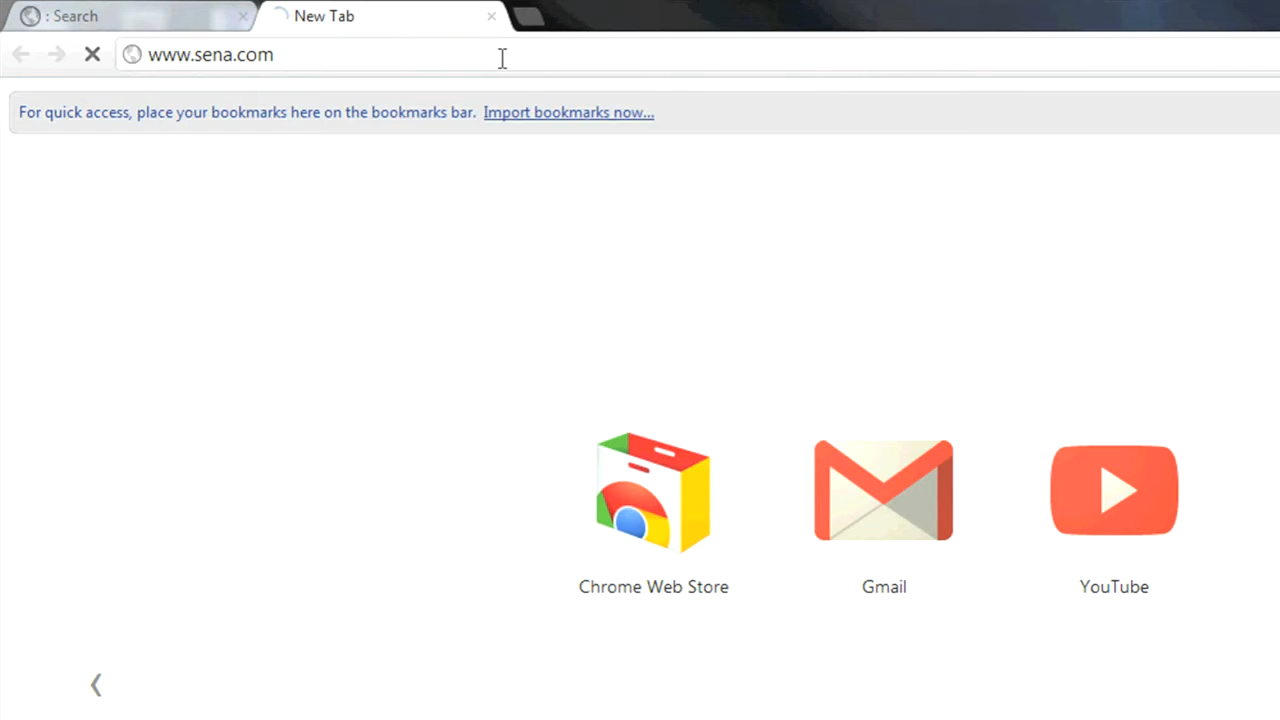 : Search
New Tab
www.sena.com
For quick access, place your bookmarks here on the bookmarks bar. Import bookmarks now...
Chrome Web Store
Gmail
YouTube